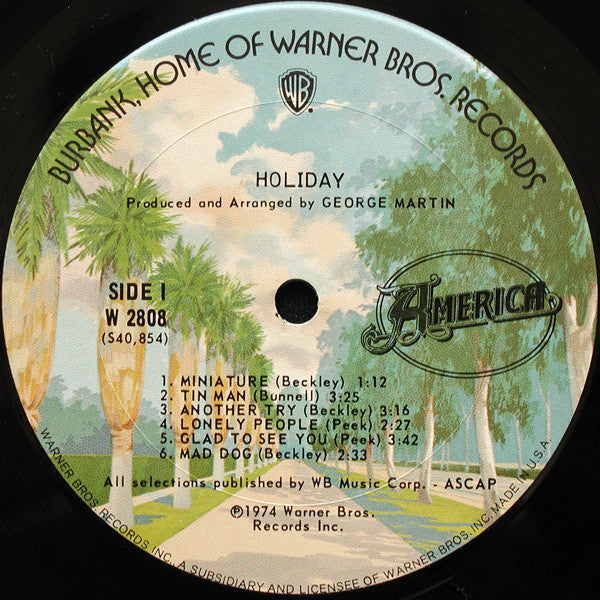 BURBANK, HOME OF WARNER BROS. RECORDS
WB
HOLIDAY
Produced and Arranged by GEORGE MARTIN
SIDE I
W 2808
(S40,854)
AMERICA
1. MINIATURE (Beckley) 1:12
2. TIN MAN (Bunnell) 3:25
3. ANOTHER TRY (Beckley) 3:16
4. LONELY PEOPLE (Peek) 2:27
5. GLAD TO SEE YOU (Peek) 3:42
6. MAD DOG (Beckley) 2:33
All selections published by WB Music Corp. - ASCAP
℗1974 Warner Bros.
Records Inc.
WARNER BROS. RECORDS INC., A SUBSIDIARY AND LICENSEE OF WARNER BROS. INC. MADE IN U.S.A.